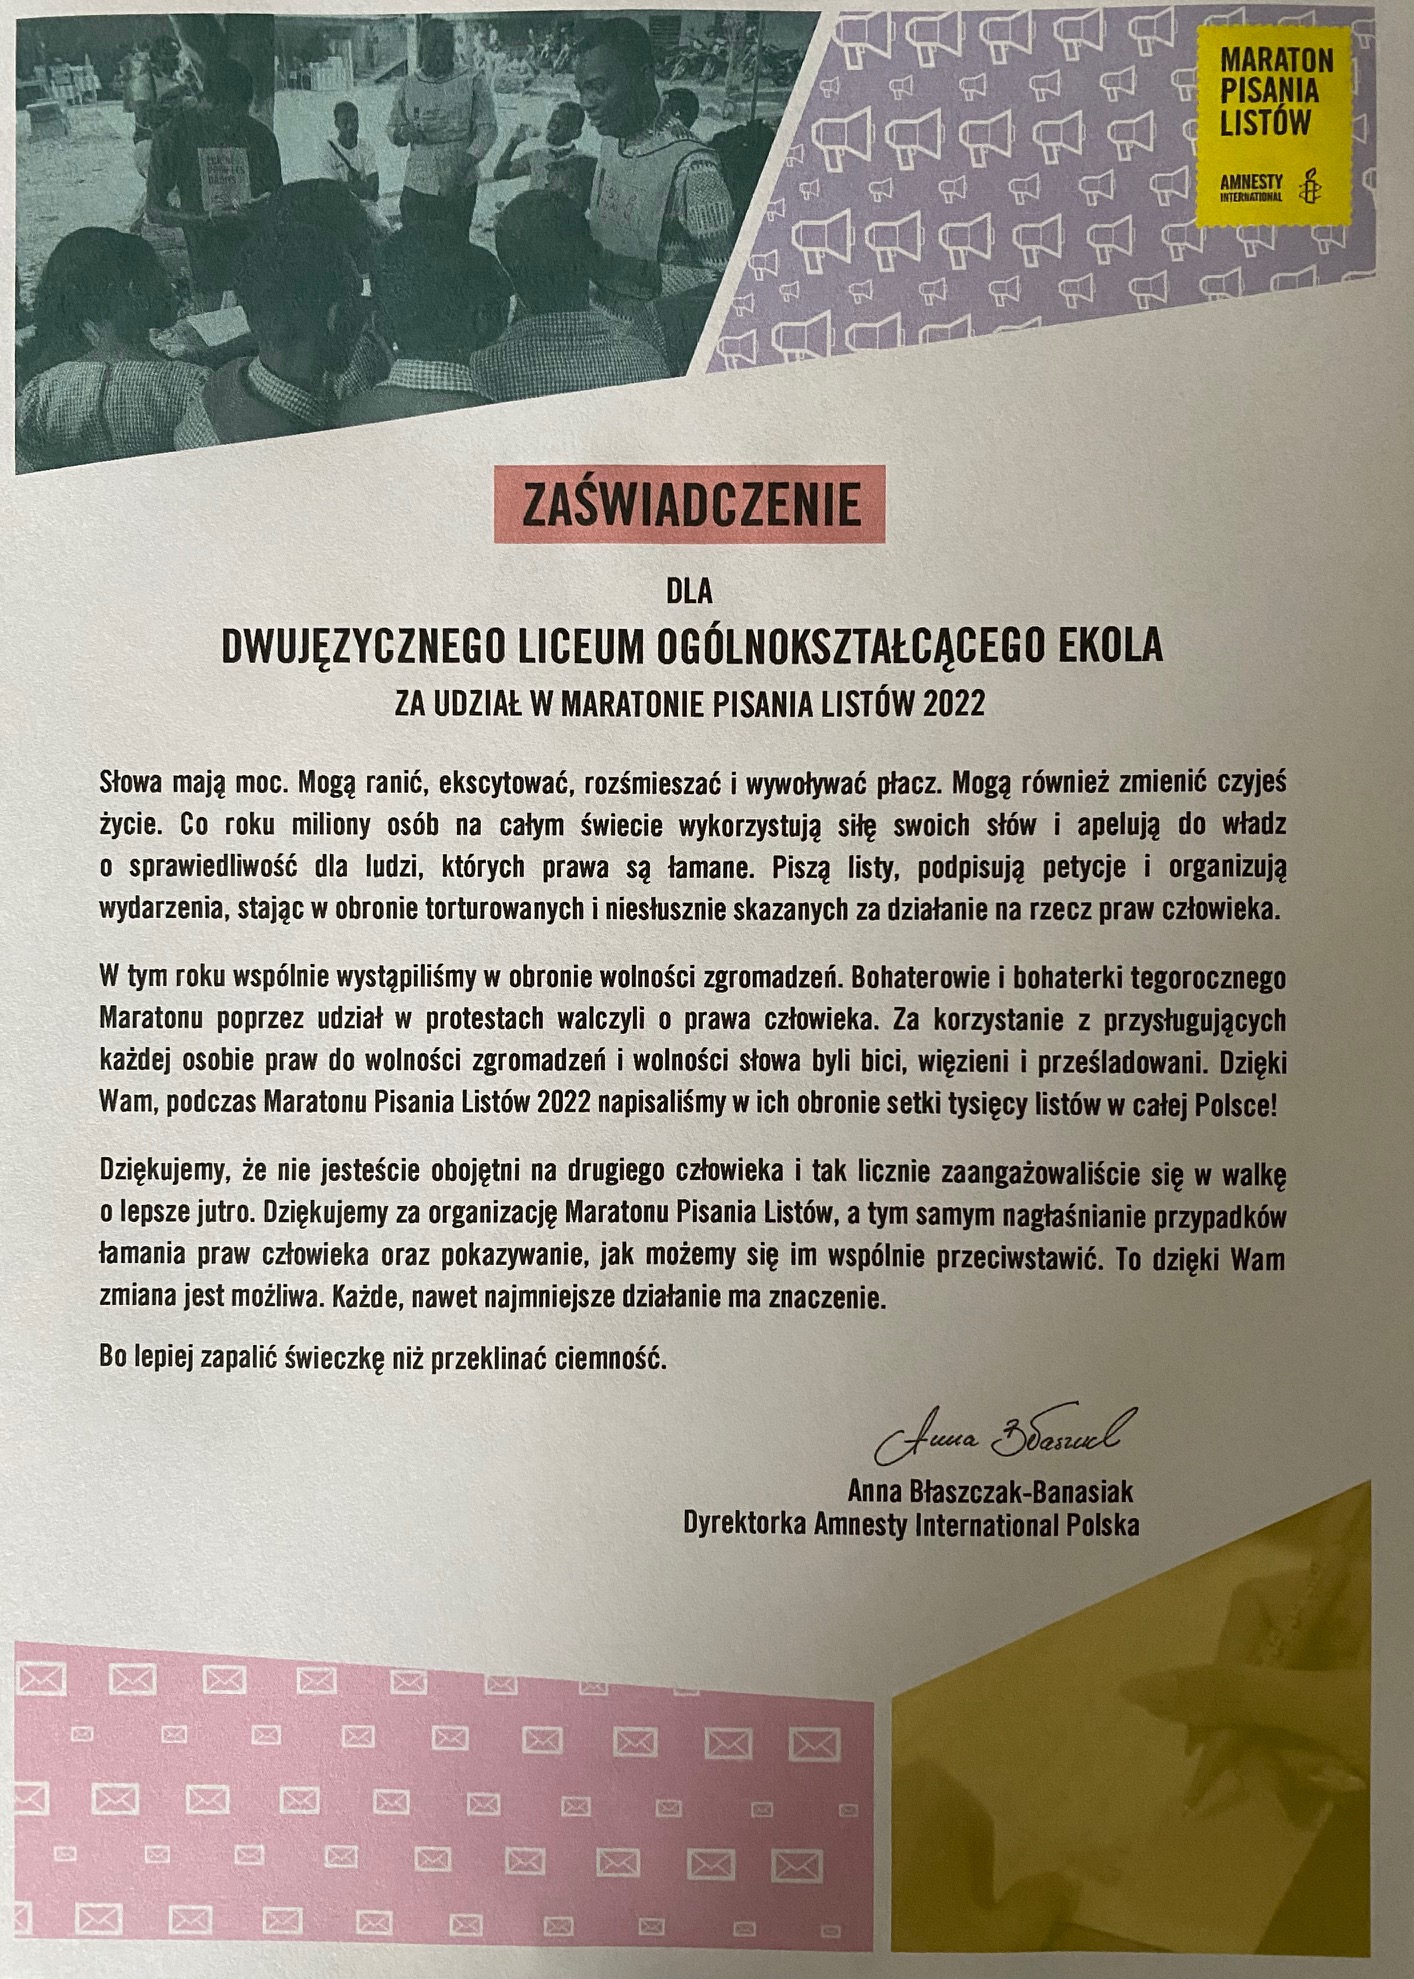 MARATON
PISANIA
LISTÓW
AMNESTY
INTERNATIONAL
ZAŚWIADCZENIE
DLA
DWUJĘZYCZNEGO LICEUM OGÓLNOKSZTAŁCĄCEGO EKOLA
ZA UDZIAŁ W MARATONIE PISANIA LISTÓW 2022
Słowa mają moc. Mogą ranić, ekscytować, rozśmieszać i wywoływać płacz. Mogą również zmienić czyjeś
życie. Co roku miliony osób na całym świecie wykorzystują siłę swoich słów i apelują do władz
o sprawiedliwość dla ludzi, których prawa są łamane. Piszą listy, podpisują petycje i organizują
wydarzenia, stając w obronie torturowanych i niesłusznie skazanych za działanie na rzecz praw człowieka.
W tym roku wspólnie wystąpiliśmy w obronie wolności zgromadzeń. Bohaterowie i bohaterki tegorocznego
Maratonu poprzez udział w protestach walczyli o prawa człowieka. Za korzystanie z przysługujących
każdej osobie praw do wolności zgromadzeń i wolności słowa byli bici, więzieni i prześladowani. Dzięki
Wam, podczas Maratonu Pisania Listów 2022 napisaliśmy w ich obronie setki tysięcy listów w całej Polsce!
Dziękujemy, że nie jesteście obojętni na drugiego człowieka i tak licznie zaangażowaliście się w walkę
o lepsze jutro. Dziękujemy za organizację Maratonu Pisania Listów, a tym samym nagłaśnianie przypadków
łamania praw człowieka oraz pokazywanie, jak możemy się im wspólnie przeciwstawić. To dzięki Wam
zmiana jest możliwa. Każde, nawet najmniejsze działanie ma znaczenie.
Bo lepiej zapalić świeczkę niż przeklinać ciemność.
Anna
Anna Błaszczak-Banasiak
Dyrektorka Amnesty International Polska